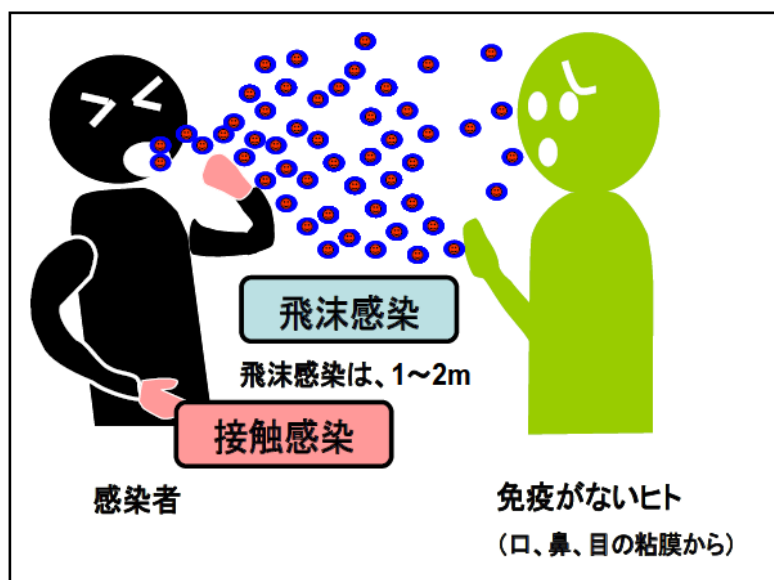 飛沫感染
飛沫感染は、1～2m
接触感染
感染者
免疫がないヒト
（口、鼻、目の粘膜から）